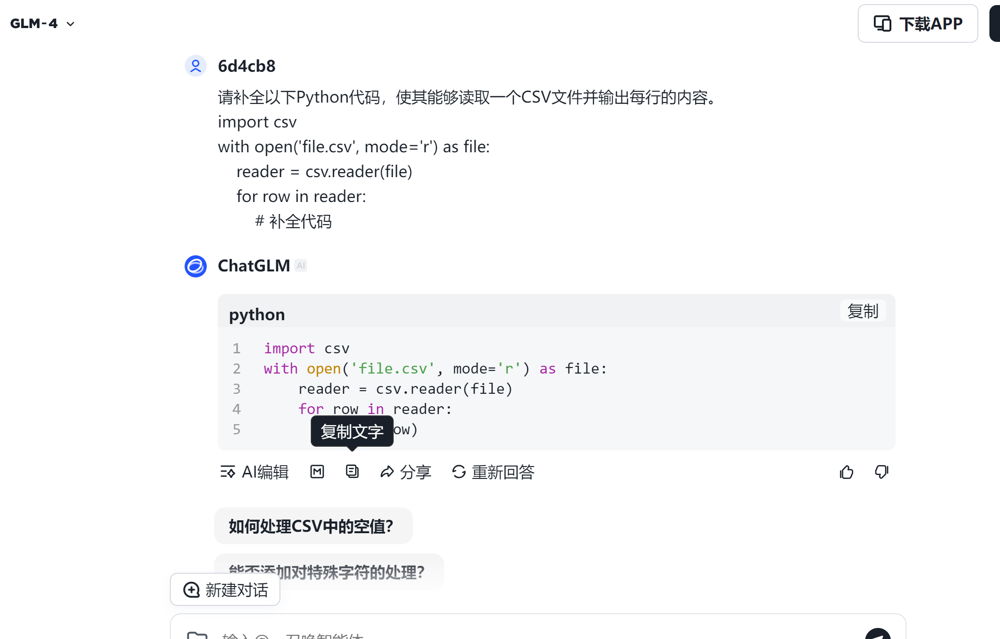 GLM-4
下载APP
6d4cb8
请补全以下Python代码，使其能够读取一个CSV文件并输出每行的内容。
import csv
with open('file.csv', mode='r') as file:
reader = csv.reader(file)
for row in reader:
# 补全代码
ChatGLM AI
python
复制
1 import csv
2 with open('file.csv', mode='r') as file:
3 reader = csv.reader(file)
4 for row in reader:
5 ow)
复制文字
AI编辑
分享
重新回答
如何处理CSV中的空值？
能否添加对特殊字符的处理？
新建对话